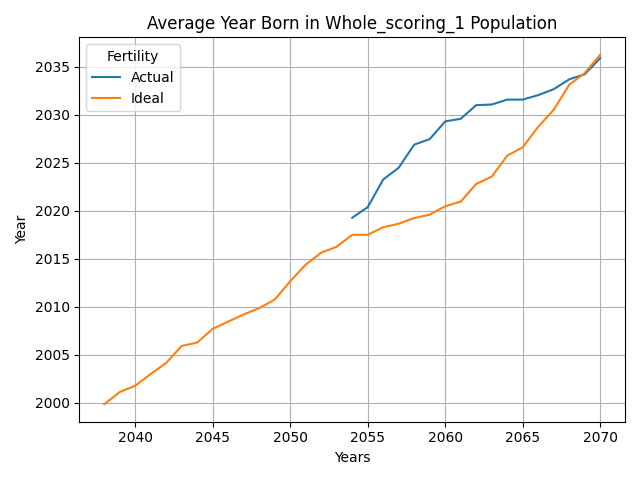 Average Year Born in Whole_scoring_1 Population
Fertility
Actual
Ideal
Year
2035
2030
2025
2020
2015
2010
2005
2000
2040 2045 2050 2055 2060 2065 2070
Years